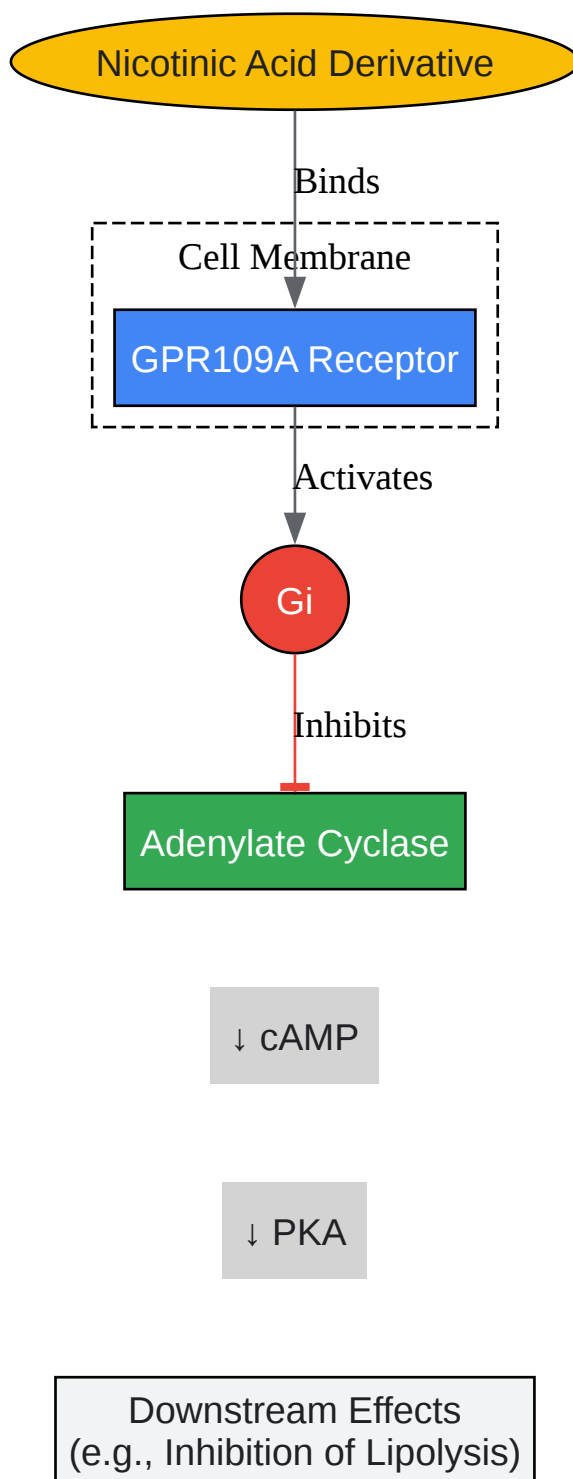 Nicotinic Acid Derivative
Binds
Cell Membrane
GPR109A Receptor
Activates
Gi
Inhibits
Adenylate Cyclase
↓ cAMP
↓ PKA
Downstream Effects
(e.g., Inhibition of Lipolysis)